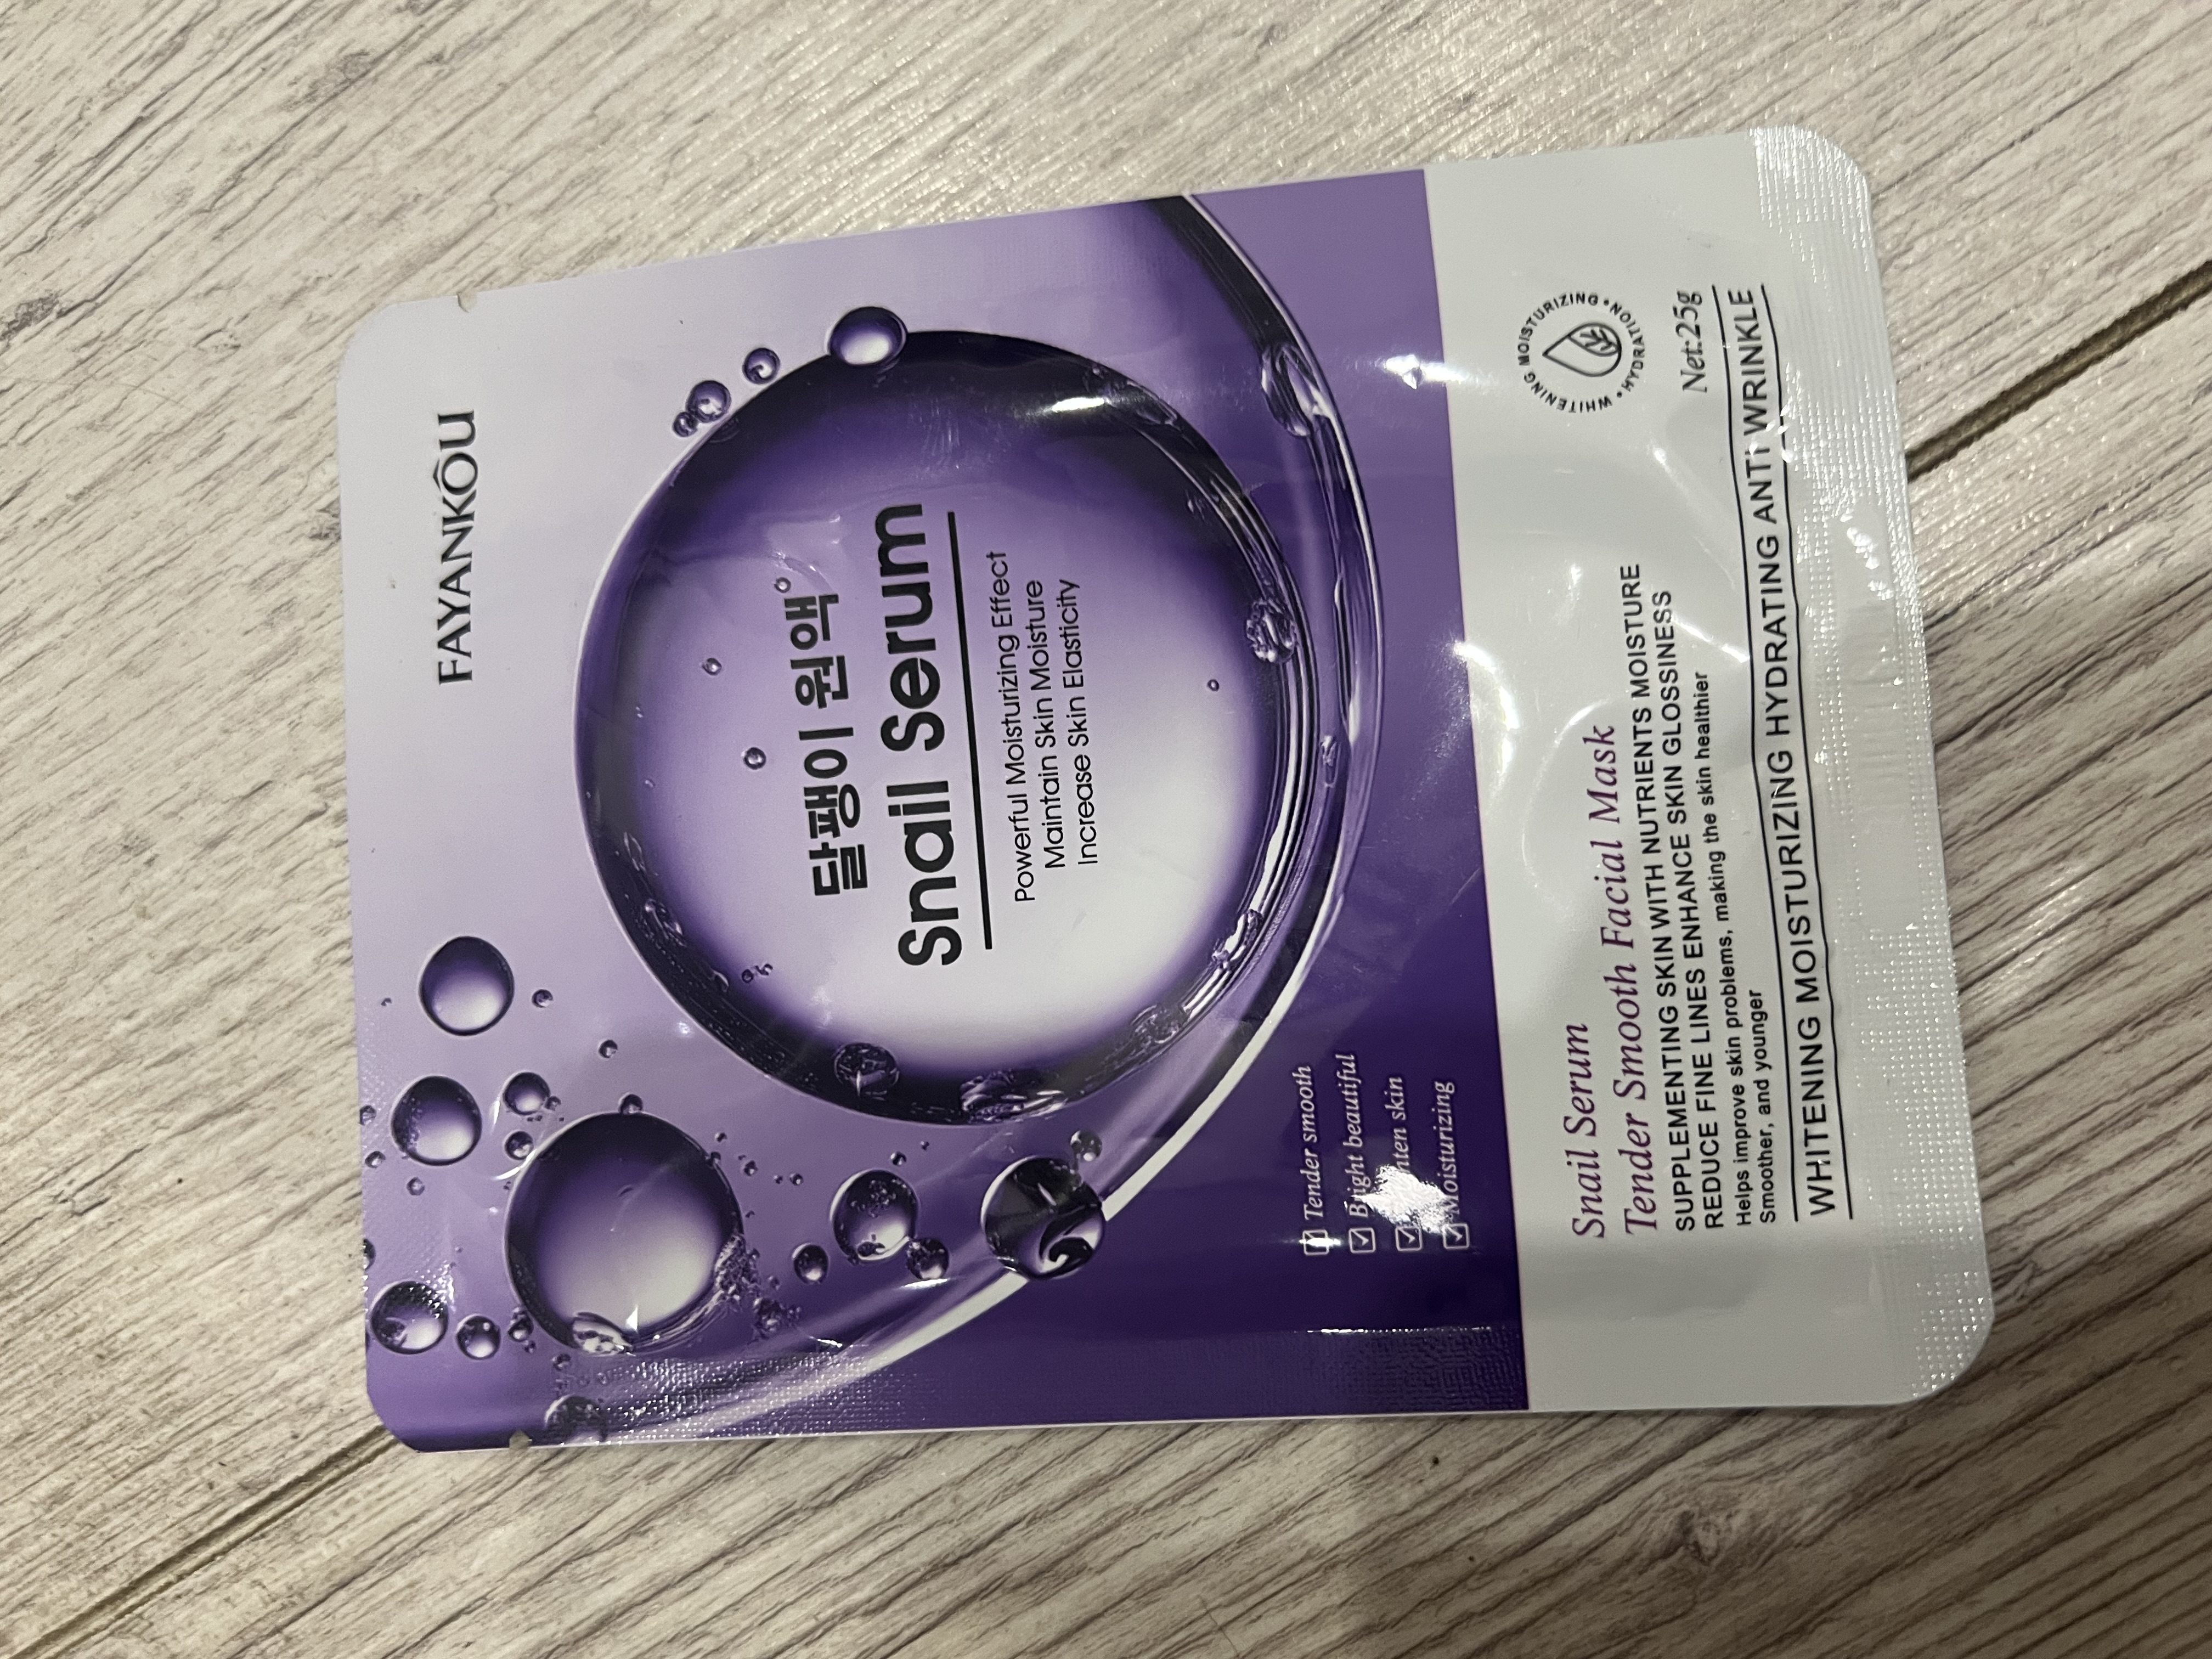 FAYANKÔU
달팽이 원액
Snail Serum
Powerful Moisturizing Effect
Maintain Skin Moisture
Increase Skin Elasticity
Tender smooth
Bright beautiful
skin
Moisturizing
Snail Serum
Tender Smooth Facial Mask
SUPPLEMENTING SKIN WITH NUTRIENTS MOISTURE
REDUCE FINE LINES ENHANCE SKIN GLOSSINESS
Helps improve skin problems, making the skin healthier
Smoother, and younger
WHITENING MOISTURIZING • HYDRATION •
Net:25g
WHITENING MOISTURIZING HYDRATING ANTI WRINKLE